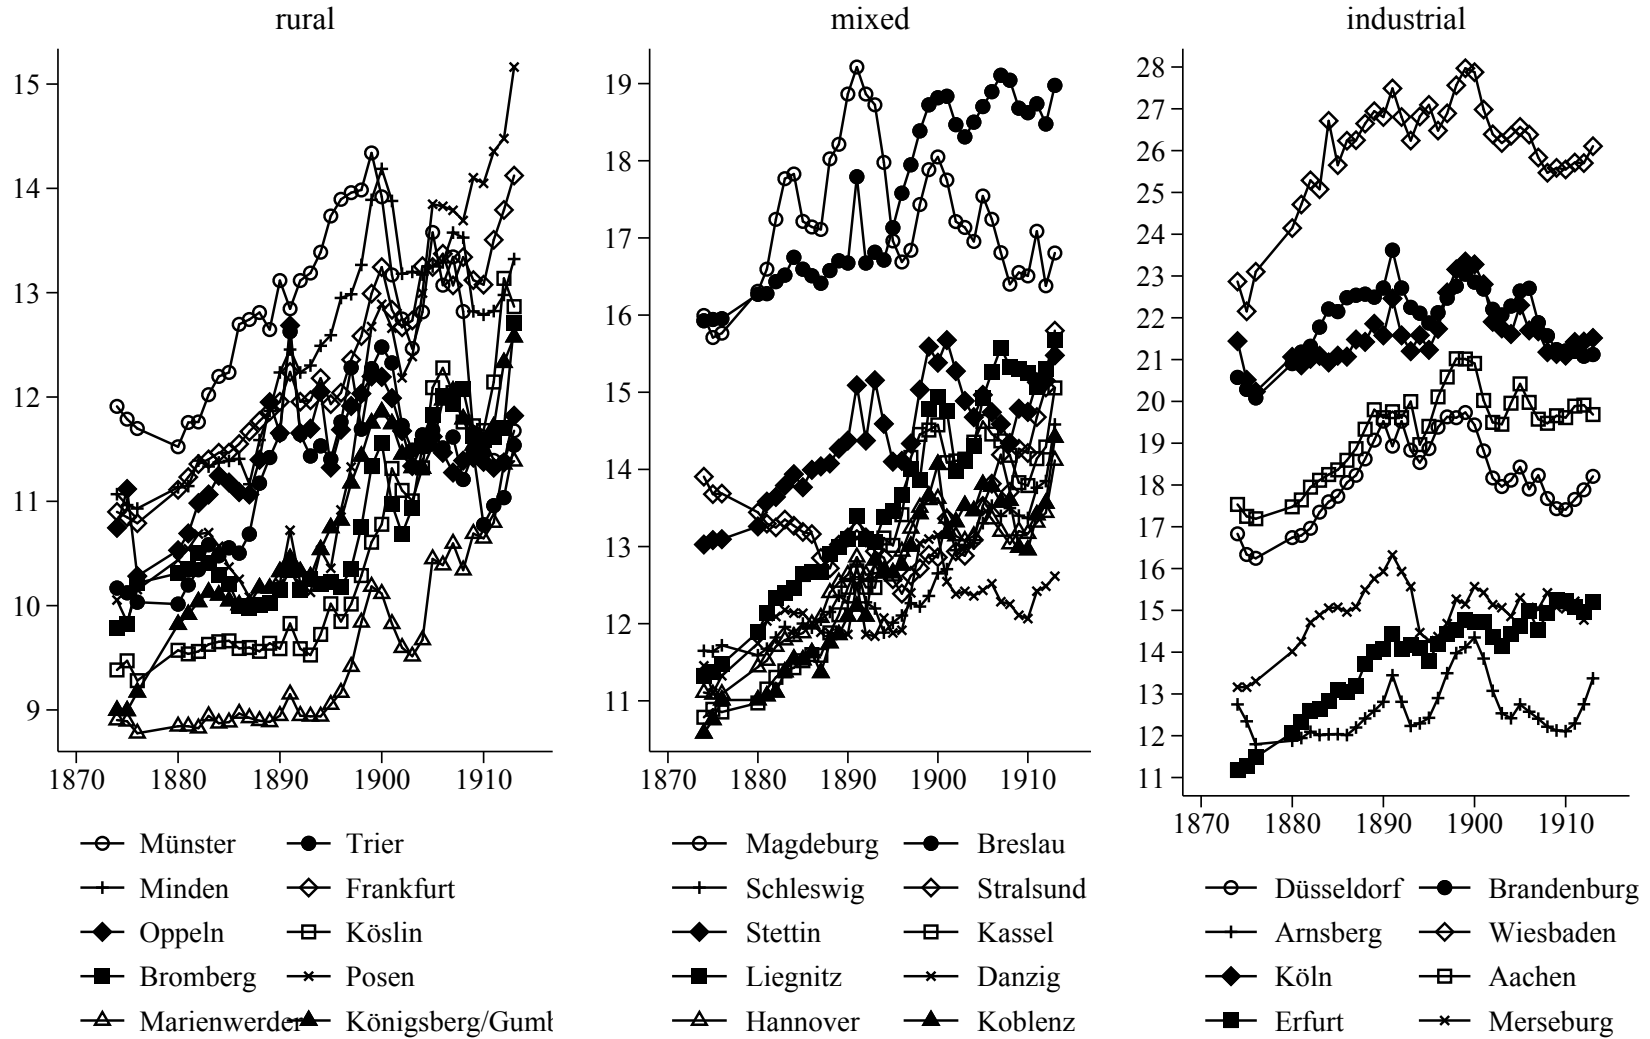 rural
15
14
13
12
11
10
9
1870 1880 1890 1900 1910
Münster Trier
Minden Frankfurt
Oppeln Köslin
Bromberg Posen
Marienwerder Königsberg/Gumb
mixed
19
18
17
16
15
14
13
12
11
1870 1880 1890 1900 1910
Magdeburg Breslau
Schleswig Stralsund
Stettin Kassel
Liegnitz Danzig
Hannover Koblenz
industrial
28
27
26
25
24
23
22
21
20
19
18
17
16
15
14
13
12
11
1870 1880 1890 1900 1910
Düsseldorf Brandenburg
Arnsberg Wiesbaden
Köln Aachen
Erfurt Merseburg